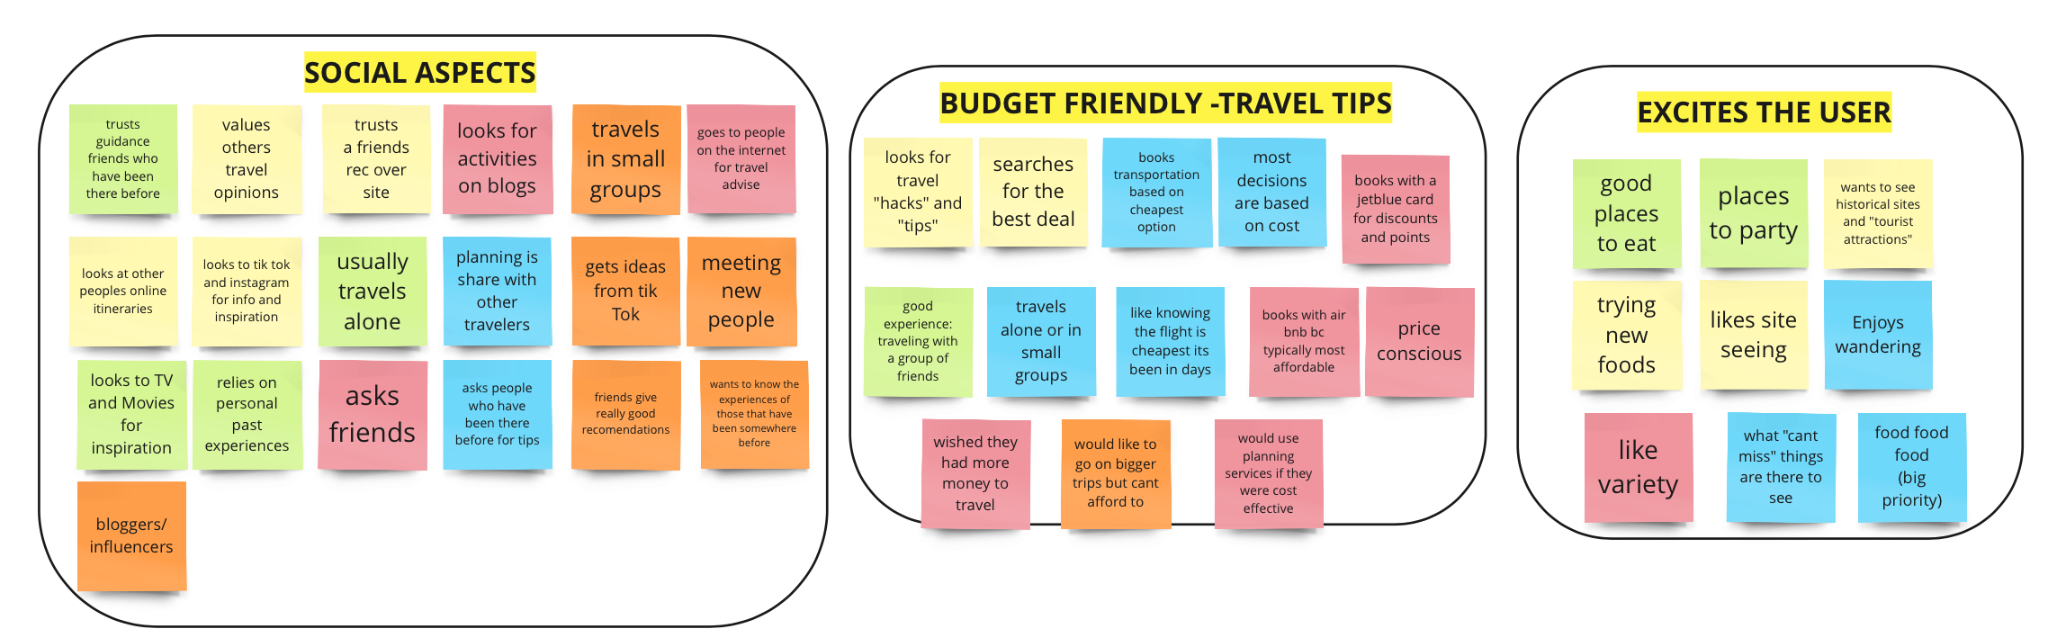 SOCIAL ASPECTS
trusts
guidance
friends who
have been
there before
values
others
travel
opinions
trusts
a friends
rec over
site
looks for
activities
on blogs
travels
in small
groups
goes to people
on the internet
for travel
advise
looks at other
peoples online
itineraries
looks to tik tok
and instagram
for info and
inspiration
usually
travels
alone
planning is
share with
other
travelers
gets ideas
from tik
Tok
meeting
new
people
looks to TV
and Movies
for
inspiration
relies on
personal
past
experiences
asks
friends
asks people
who have
been there
before for tips
friends give
really good
recomendations
wants to know the
experiences of
those that have
been somewhere
before
bloggers/
influencers
BUDGET FRIENDLY -TRAVEL TIPS
looks for
travel
"hacks" and
"tips"
searches
for the
best deal
books
transportation
based on
cheapest
option
most
decisions
are based
on cost
books with a
jetblue card
for discounts
and points
good
experience:
traveling with
a group of
friends
travels
alone or in
small
groups
like knowing
the flight is
cheapest its
been in days
books with air
bnb bc
typically most
affordable
price
conscious
wished they
had more
money to
travel
would like to
go on bigger
trips but cant
afford to
would use
planning
services if they
were cost
effective
EXCITES THE USER
good
places
to eat
places
to party
wants to see
historical sites
and "tourist
attractions"
trying
new
foods
likes site
seeing
Enjoys
wandering
like
variety
what "cant
miss" things
are there to
see
food food
food
(big
priority)